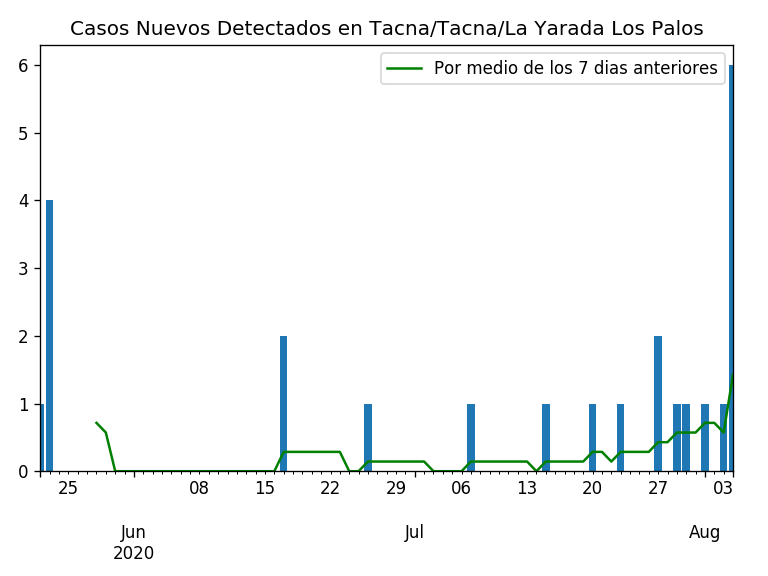 Casos Nuevos Detectados en Tacna/Tacna/La Yarada Los Palos
Por medio de los 7 dias anteriores
6
5
4
3
2
1
0
25 08 15 22 29 06 13 20 27 03
Jun Jul Aug
2020